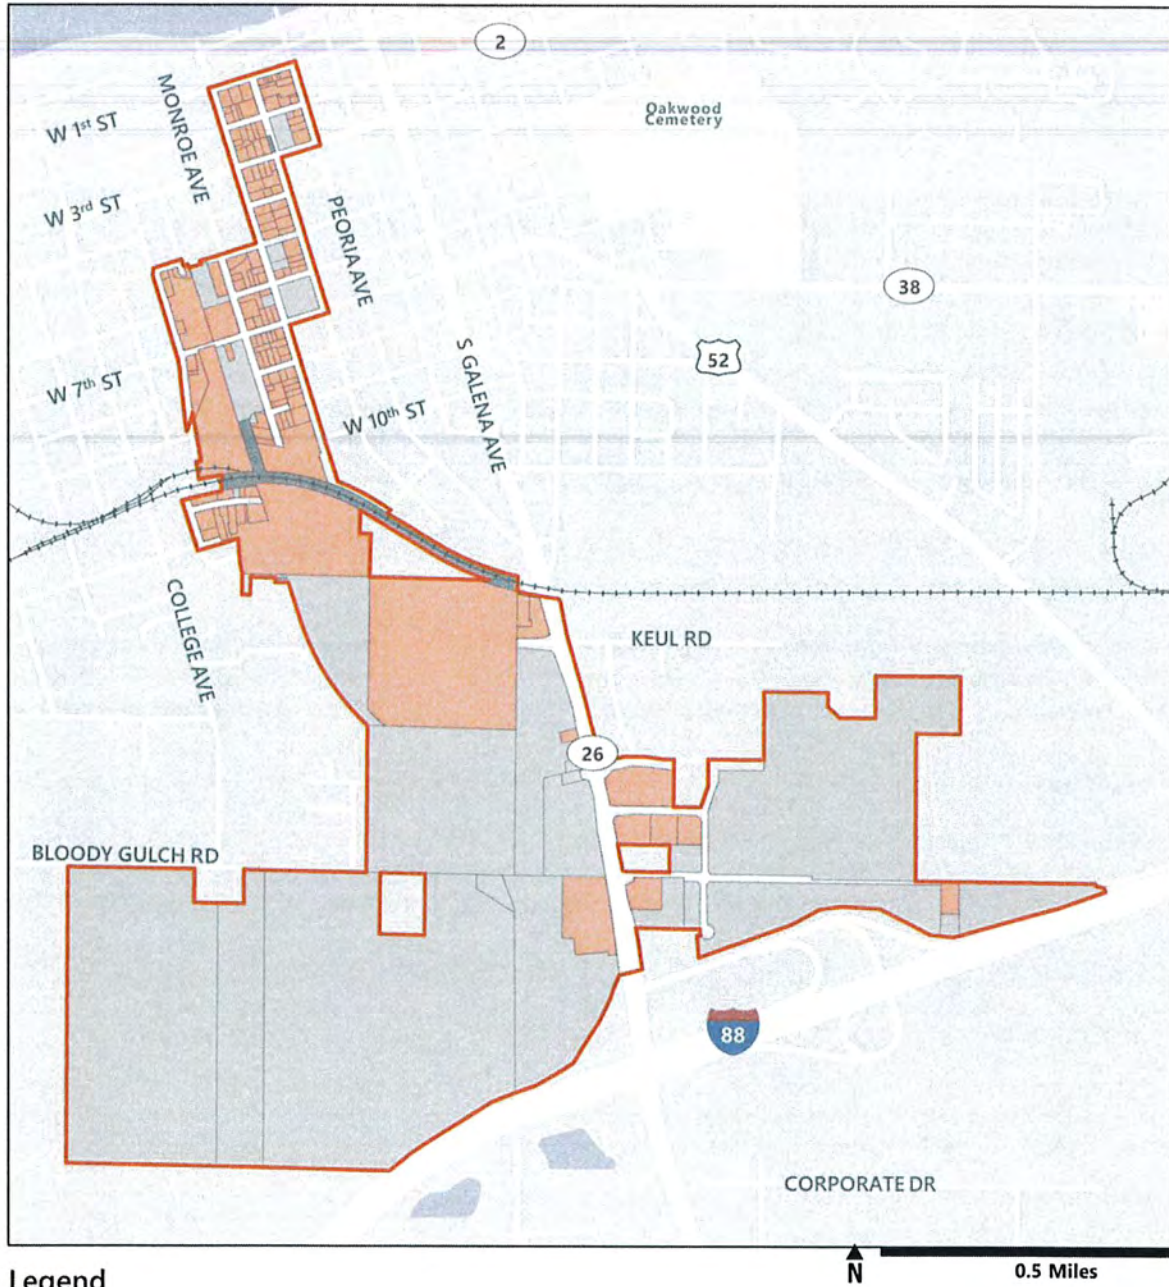 2
Oakwood
Cemetery
W 1st ST
MONROE AVE
W 3rd ST
PEORIA AVE
38
52
S GALENA AVE
W 7th ST
W 10th ST
COLLEGE AVE
KEUL RD
26
BLOODY GULCH RD
88
CORPORATE DR
N
0.5 Miles
Legend